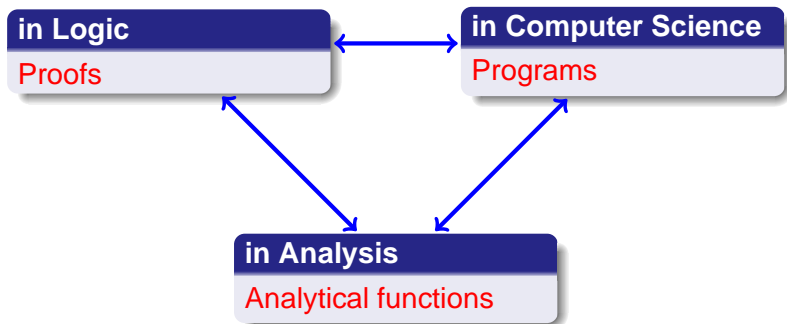 in Logic
Proofs
in Computer Science
Programs
in Analysis
Analytical functions